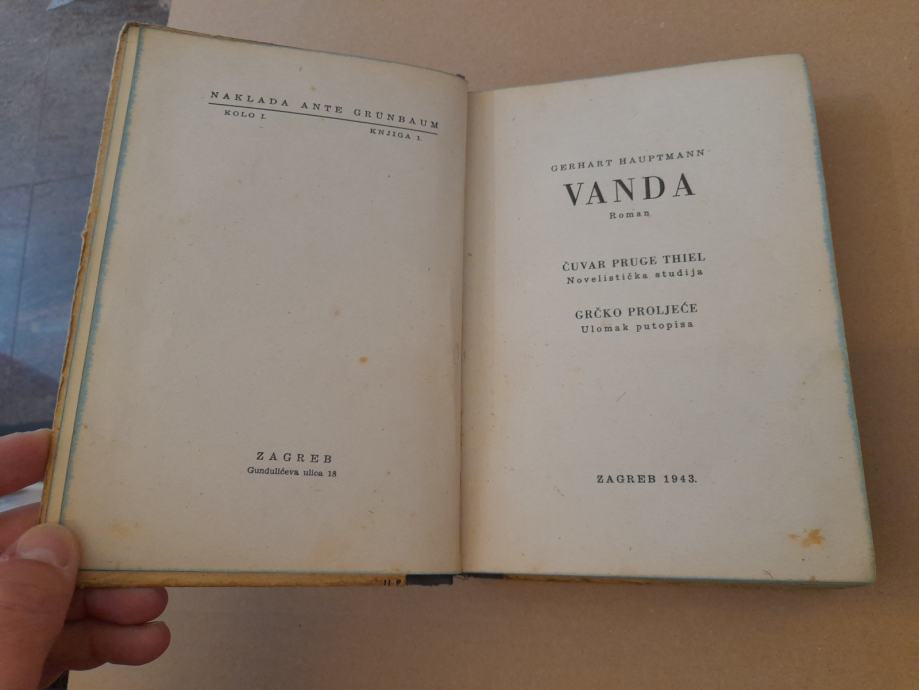 NAKLADA ANTE GRÜNBAUM
KOLO I.
KNJIGA 1.
ZAGREB
Gundulićeva ulica 18
GERHART HAUPTMANN
VANDA
Roman
ČUVAR PRUGE THIEL
Novelistička studija
GRČKO PROLJEĆE
Ulomak putopisa
ZAGREB 1943.